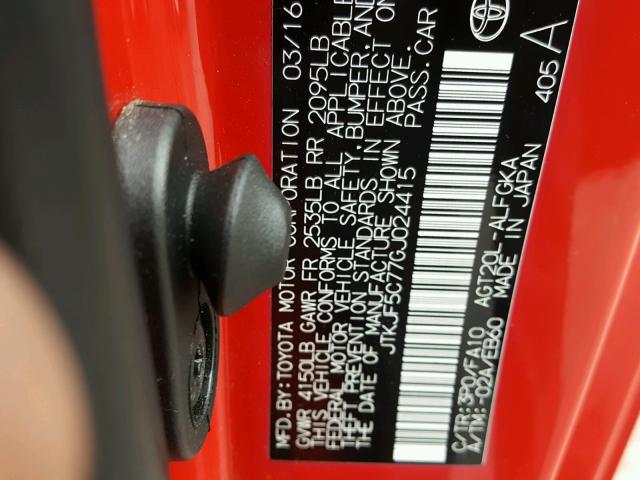 MFD.BY: TOYOTA MOTOR CORPORATION 03/16
GVWR 4150LB GAWR FR 2535LB RR 2095LB
THIS VEHICLE CONFORMS TO ALL APPLICABLE
FEDERAL MOTOR VEHICLE SAFETY, BUMPER, AND
THEFT PREVENTION STANDARDS IN EFFECT ON
THE DATE OF MANUFACTURE SHOWN ABOVE.
JTKJF5C77GJ024415 PASS.CAR
C/TR: 3P0/FA10 AGT20L-ALFGKA
A/TM: -02A/EB60 MADE IN JAPAN
405 A